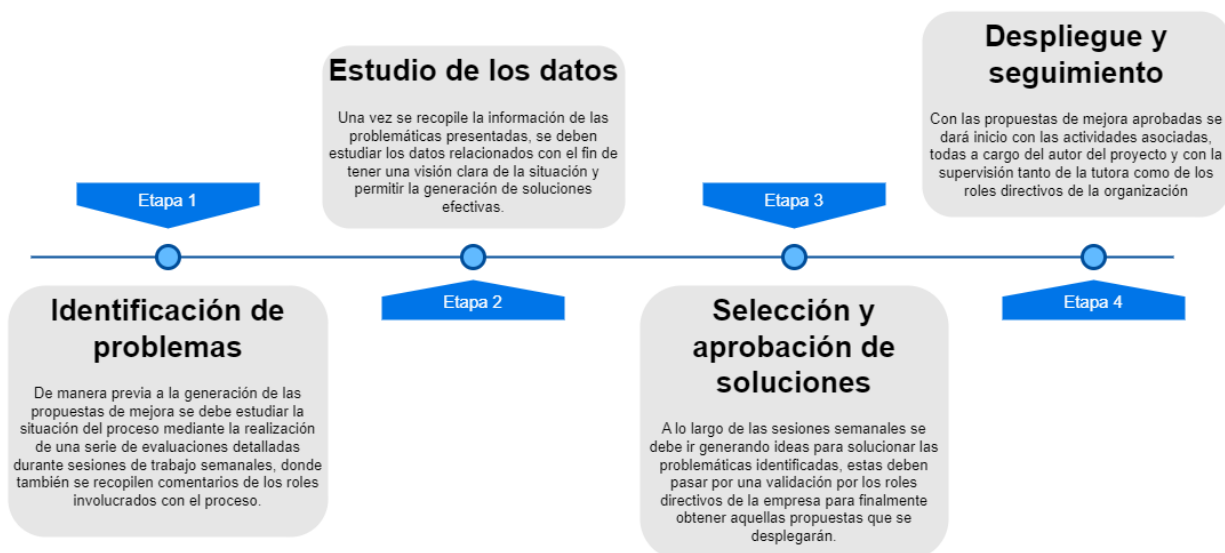 Etapa 1
Identificación de
problemas
De manera previa a la generación de las
propuestas de mejora se debe estudiar la
situación del proceso mediante la realización
de una serie de evaluaciones detalladas
durante sesiones de trabajo semanales, donde
también se recopilen comentarios de los roles
involucrados con el proceso.
Estudio de los datos
Una vez se recopile la información de las
problemáticas presentadas, se deben
estudiar los datos relacionados con el fin de
tener una visión clara de la situación y
permitir la generación de soluciones
efectivas.
Etapa 2
Etapa 3
Selección y
aprobación de
soluciones
A lo largo de las sesiones semanales se
debe ir generando ideas para solucionar las
problemáticas identificadas, estas deben
pasar por una validación por los roles
directivos de la empresa para finalmente
obtener aquellas propuestas que se
desplegarán.
Despliegue y
seguimiento
Con las propuestas de mejora aprobadas se
dará inicio con las actividades asociadas,
todas a cargo del autor del proyecto y con la
supervisión tanto de la tutora como de los
roles directivos de la organización
Etapa 4